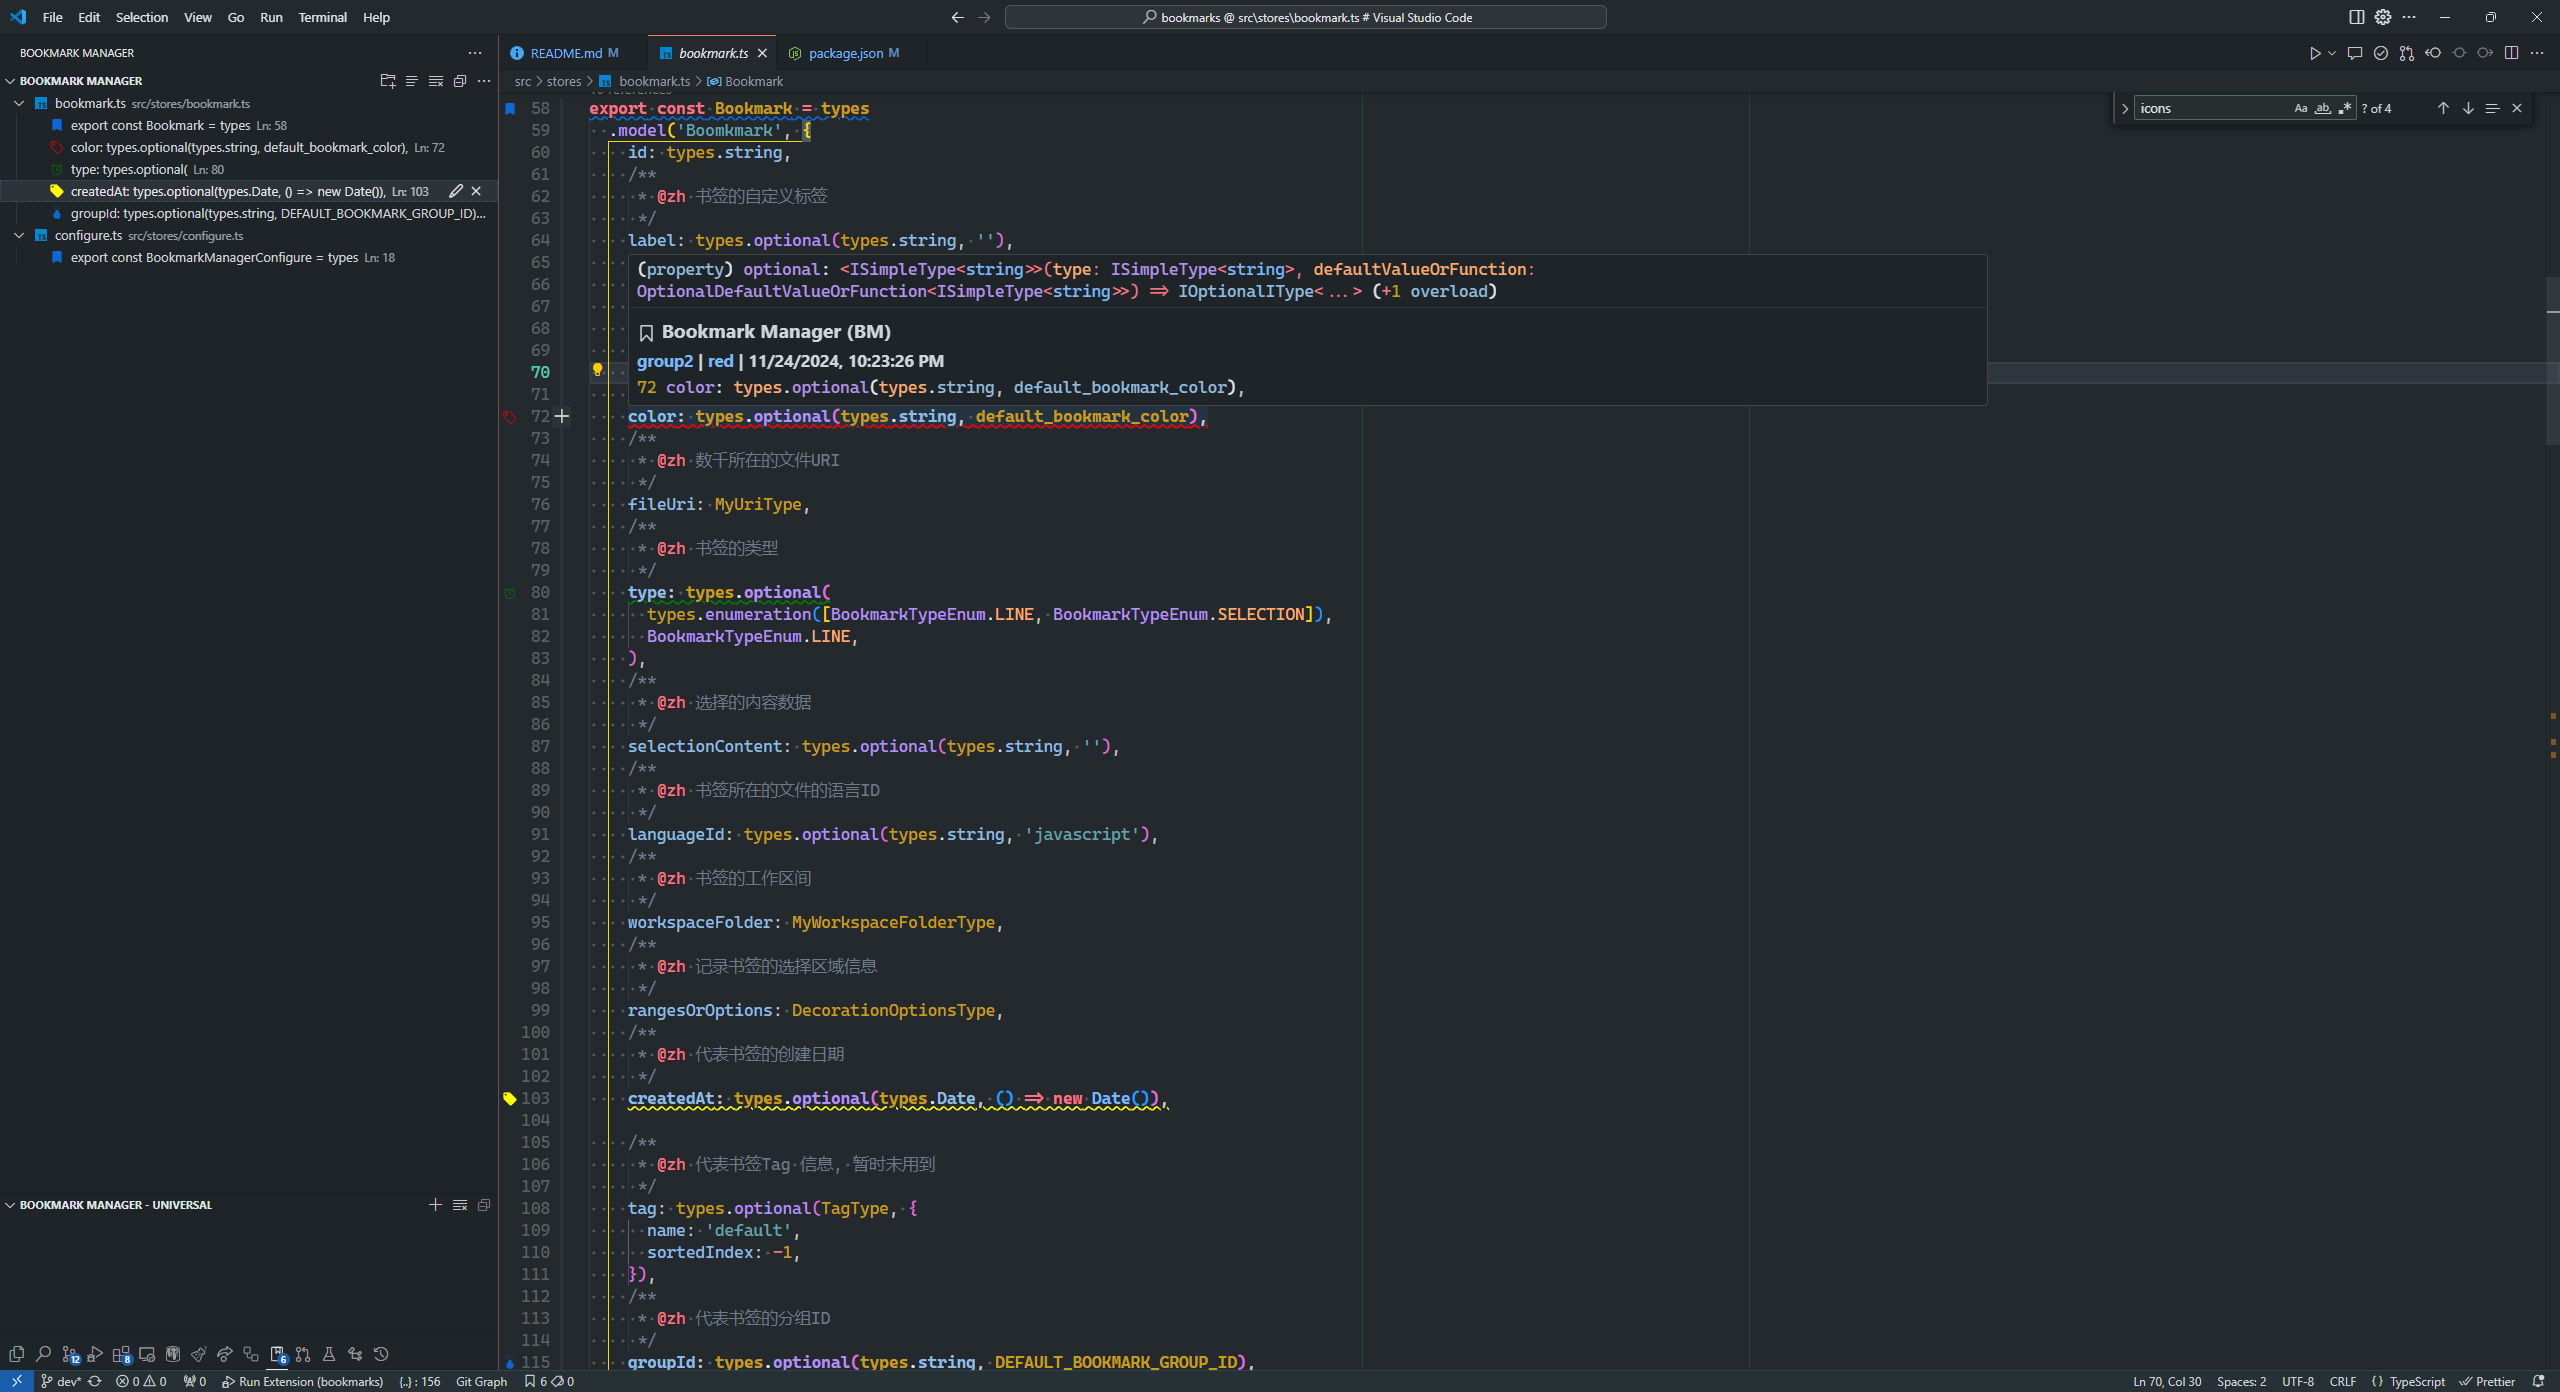 File Edit Selection View Go Run Terminal Help
bookmarks @ src\stores\bookmark.ts # Visual Studio Code
BOOKMARK MANAGER
BOOKMARK MANAGER
bookmark.ts src/stores/bookmark.ts
export const Bookmark = types Ln: 58
color: types.optional(types.string, default_bookmark_color), Ln: 72
type: types.optional( Ln: 80
createdAt: types.optional(types.Date, () => new Date()), Ln: 103
groupId: types.optional(types.string, DEFAULT_BOOKMARK_GROUP_ID)...
configure.ts src/stores/configure.ts
export const BookmarkManagerConfigure = types Ln: 18
BOOKMARK MANAGER - UNIVERSAL
12 8 6
README.md M bookmark.ts package.json M
src > stores > bookmark.ts > Bookmark
icons Aa ab ? of 4
58 export const Bookmark = types
59 .model('Boomkmark', {
60 id: types.string,
61 /**
62 * @zh 书签的自定义标签
63 */
64 label: types.optional(types.string, ''),
65
66
67
68
69
70
71
(property) optional: <ISimpleType<string>>(type: ISimpleType<string>, defaultValueOrFunction:
OptionalDefaultValueOrFunction<ISimpleType<string>>) => IOptionalIType<...> (+1 overload)
Bookmark Manager (BM)
group2 | red | 11/24/2024, 10:23:26 PM
72 color: types.optional(types.string, default_bookmark_color),
72 color: types.optional(types.string, default_bookmark_color),
73 /**
74 * @zh 数千所在的文件URI
75 */
76 fileUri: MyUriType,
77 /**
78 * @zh 书签的类型
79 */
80 type: types.optional(
81 types.enumeration([BookmarkTypeEnum.LINE, BookmarkTypeEnum.SELECTION]),
82 BookmarkTypeEnum.LINE,
83 ),
84 /**
85 * @zh 选择的内容数据
86 */
87 selectionContent: types.optional(types.string, ''),
88 /**
89 * @zh 书签所在的文件的语言ID
90 */
91 languageId: types.optional(types.string, 'javascript'),
92 /**
93 * @zh 书签的工作区间
94 */
95 workspaceFolder: MyWorkspaceFolderType,
96 /**
97 * @zh 记录书签的选择区域信息
98 */
99 rangesOrOptions: DecorationOptionsType,
100 /**
101 * @zh 代表书签的创建日期
102 */
103 createdAt: types.optional(types.Date, () => new Date()),
104
105 /**
106 * @zh 代表书签Tag 信息, 暂时未用到
107 */
108 tag: types.optional(TagType, {
109 name: 'default',
110 sortedIndex: -1,
111 }),
112 /**
113 * @zh 代表书签的分组ID
114 */
115 groupId: types.optional(types.string, DEFAULT_BOOKMARK_GROUP_ID),
dev* 0 0 0 Run Extension (bookmarks) {..} : 156 Git Graph 6 0
Ln 70, Col 30 Spaces: 2 UTF-8 CRLF { } TypeScript Prettier